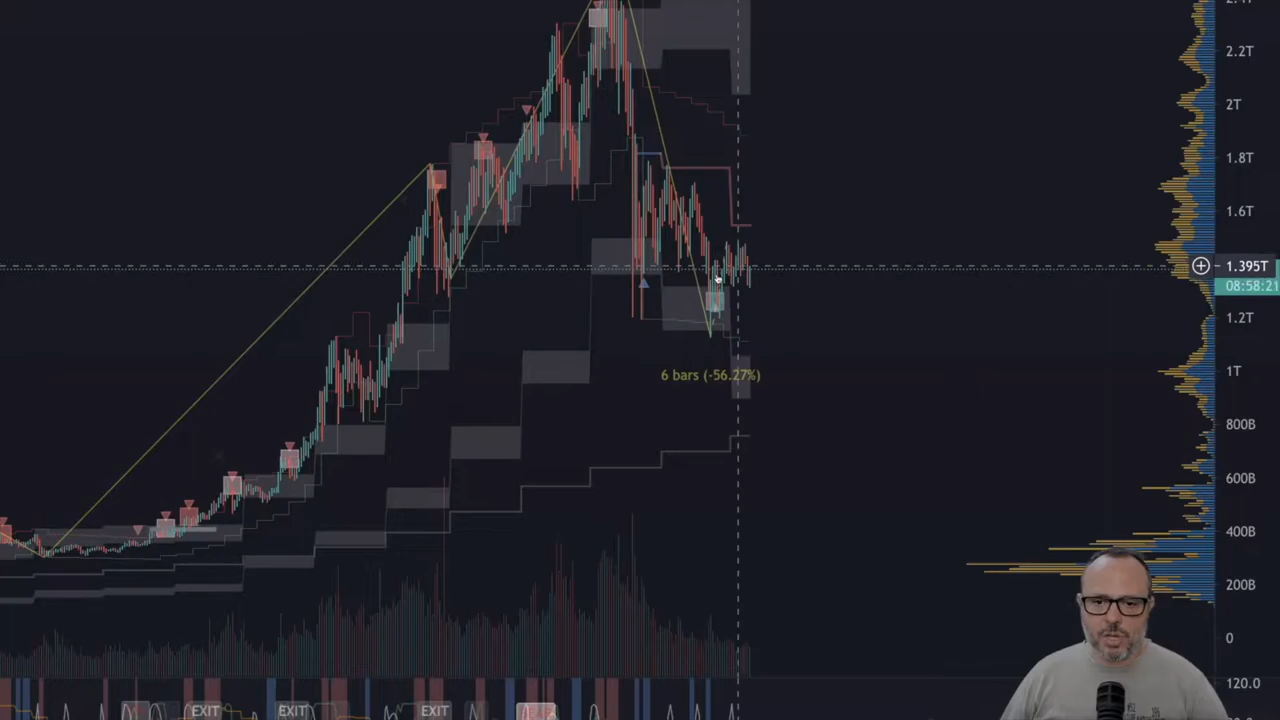 2.2T
2T
1.8T
1.6T
1.395T
08:58:21
1.2T
1T
6 bars (-56.27%)
800B
600B
400B
200B
0
120.0
EXIT
EXIT
EXIT